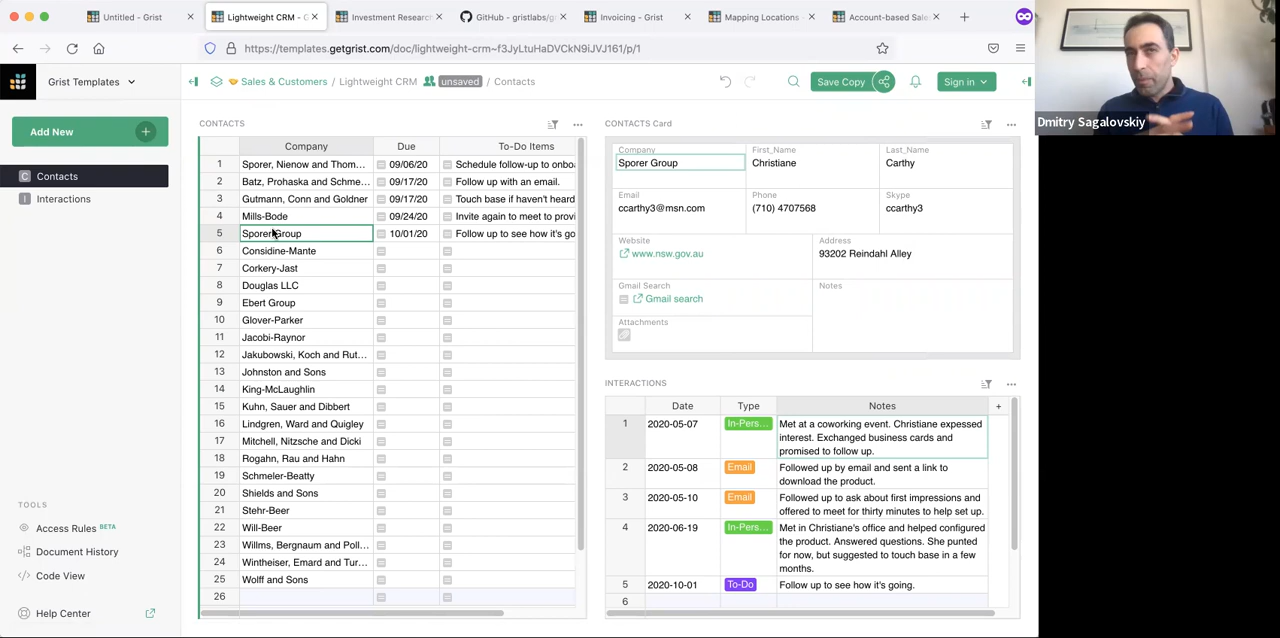 Untitled - Grist
Lightweight CRM - G
Investment Researc
GitHub - gristlabs/g
Invoicing - Grist
Mapping Locations -
Account-based Sale
https://templates.getgrist.com/doc/lightweight-crm~f3JyLtuHaDVCkN9iJVJ161/p/1
Grist Templates
Sales & Customers / Lightweight CRM unsaved / Contacts
Save Copy
Sign in
Dmitry Sagalovskiy
Add New
Contacts
Interactions
TOOLS
Access Rules BETA
Document History
Code View
Help Center
CONTACTS
Company Due To-Do Items
1 Sporer, Nienow and Thom... 09/06/20 Schedule follow-up to onbo
2 Batz, Prohaska and Schme... 09/17/20 Follow up with an email.
3 Gutmann, Conn and Goldner 09/17/20 Touch base if haven't heard
4 Mills-Bode 09/24/20 Invite again to meet to provi
5 Sporer Group 10/01/20 Follow up to see how it's go
6 Considine-Mante
7 Corkery-Jast
8 Douglas LLC
9 Ebert Group
10 Glover-Parker
11 Jacobi-Raynor
12 Jakubowski, Koch and Rut...
13 Johnston and Sons
14 King-McLaughlin
15 Kuhn, Sauer and Dibbert
16 Lindgren, Ward and Quigley
17 Mitchell, Nitzsche and Dicki
18 Rogahn, Rau and Hahn
19 Schmeler-Beatty
20 Shields and Sons
21 Stehr-Beer
22 Will-Beer
23 Willms, Bergnaum and Poll...
24 Wintheiser, Emard and Tur...
25 Wolff and Sons
26
CONTACTS Card
Company First_Name Last_Name
Sporer Group Christiane Carthy
Email Phone Skype
ccarthy3@msn.com (710) 4707568 ccarthy3
Website Address
www.nsw.gov.au 93202 Reindahl Alley
Gmail Search Notes
Gmail search
Attachments
INTERACTIONS
Date Type Notes +
1 2020-05-07 In-Pers... Met at a coworking event. Christiane expressed
interest. Exchanged business cards and
promised to follow up.
2 2020-05-08 Email Followed up by email and sent a link to
download the product.
3 2020-05-10 Email Followed up to ask about first impressions and
offered to meet for thirty minutes to help set up.
4 2020-06-19 In-Pers... Met in Christiane's office and helped configured
the product. Answered questions. She punted
for now, but suggested to touch base in a few
months.
5 2020-10-01 To-Do Follow up to see how it's going.
6